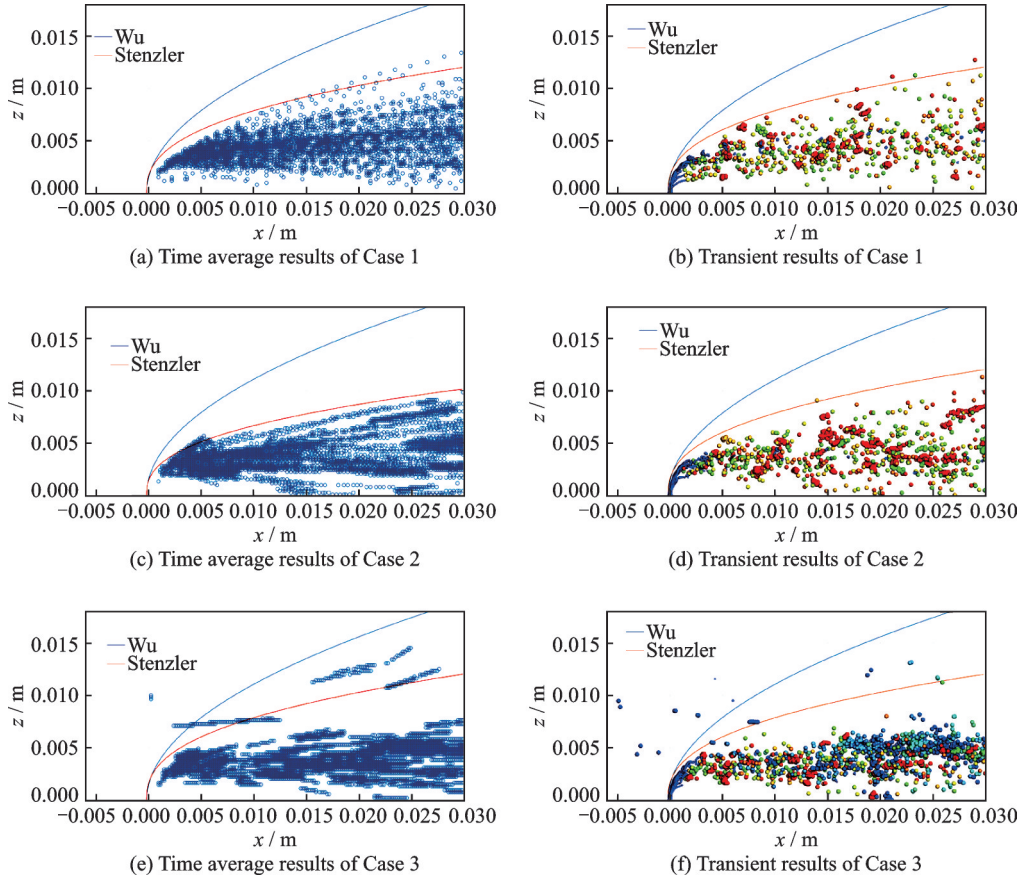 0.015
0.010
0.005
0.000
z / m
Wu
Stenzler
−0.005 0.000 0.005 0.010 0.015 0.020 0.025 0.030
x / m
(a) Time average results of Case 1
0.015
0.010
0.005
0.000
z / m
Wu
Stenzler
−0.005 0.000 0.005 0.010 0.015 0.020 0.025 0.030
x / m
(b) Transient results of Case 1
0.015
0.010
0.005
0.000
z / m
Wu
Stenzler
−0.005 0.000 0.005 0.010 0.015 0.020 0.025 0.030
x / m
(c) Time average results of Case 2
0.015
0.010
0.005
0.000
z / m
Wu
Stenzler
−0.005 0.000 0.005 0.010 0.015 0.020 0.025 0.030
x / m
(d) Transient results of Case 2
0.015
0.010
0.005
0.000
z / m
Wu
Stenzler
−0.005 0.000 0.005 0.010 0.015 0.020 0.025 0.030
x / m
(e) Time average results of Case 3
0.015
0.010
0.005
0.000
z / m
Wu
Stenzler
−0.005 0.000 0.005 0.010 0.015 0.020 0.025 0.030
x / m
(f) Transient results of Case 3